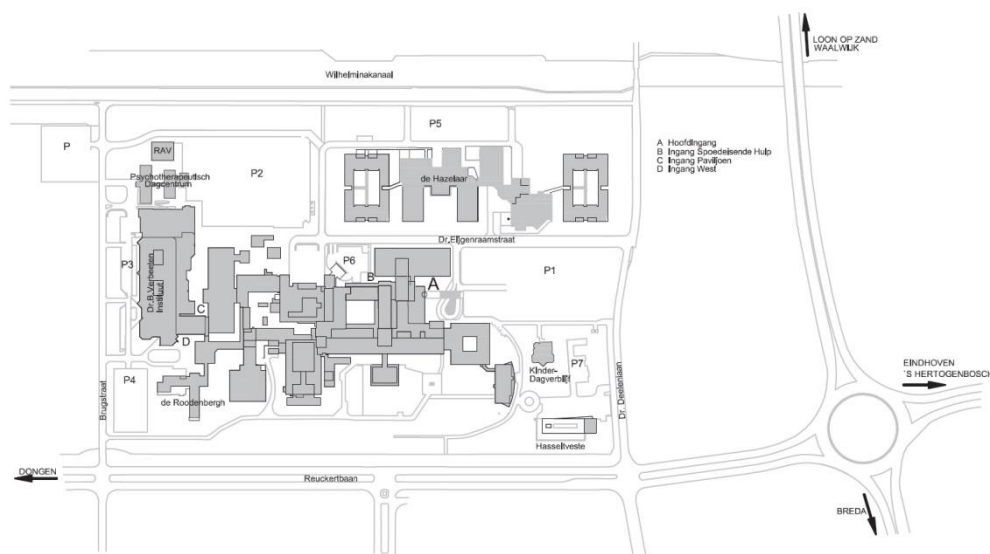 LOON OP ZAND
WAALWIJK
Wilhelminakanaal
P5
P
RAV
A Hoofdingang
B Ingang Spoedeisende Hulp
C Ingang Paviljoen
D Ingang West
P2
Psychotherapeutisch
Dagcentrum
de Hazelaar
Dr.Eijgenraamstraat
P3
P6
P1
B
A
Dr.B.Verbeeten
Instituut
C
D
EINDHOVEN
'S HERTOGENBOSCH
P7
Kinder-
Dagverblijf
P4
de Roodenbergh
Brugstraat
Dr. Deelenlaan
Hasseltveste
DONGEN
Reuckertbaan
BREDA